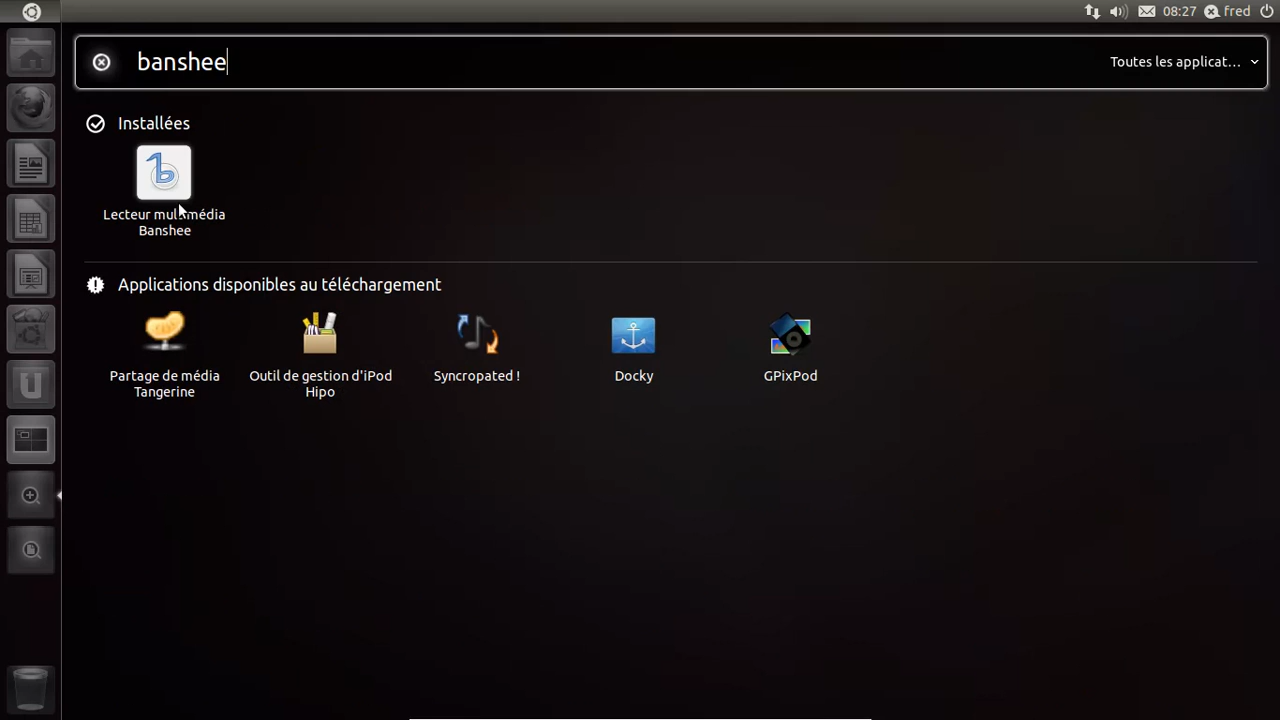 08:27 fred
banshee
Toutes les applicat...
Installées
Lecteur multimédia
Banshee
Applications disponibles au téléchargement
Partage de média
Tangerine
Outil de gestion d'iPod
Hipo
Syncropated !
Docky
GPixPod